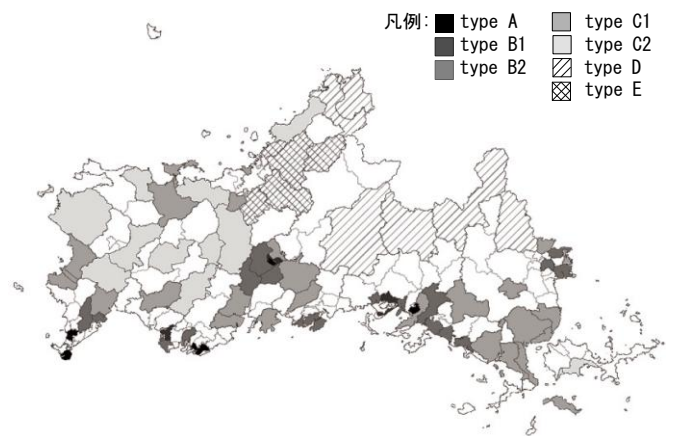 凡例: type A type C1
type B1 type C2
type B2 type D
type E